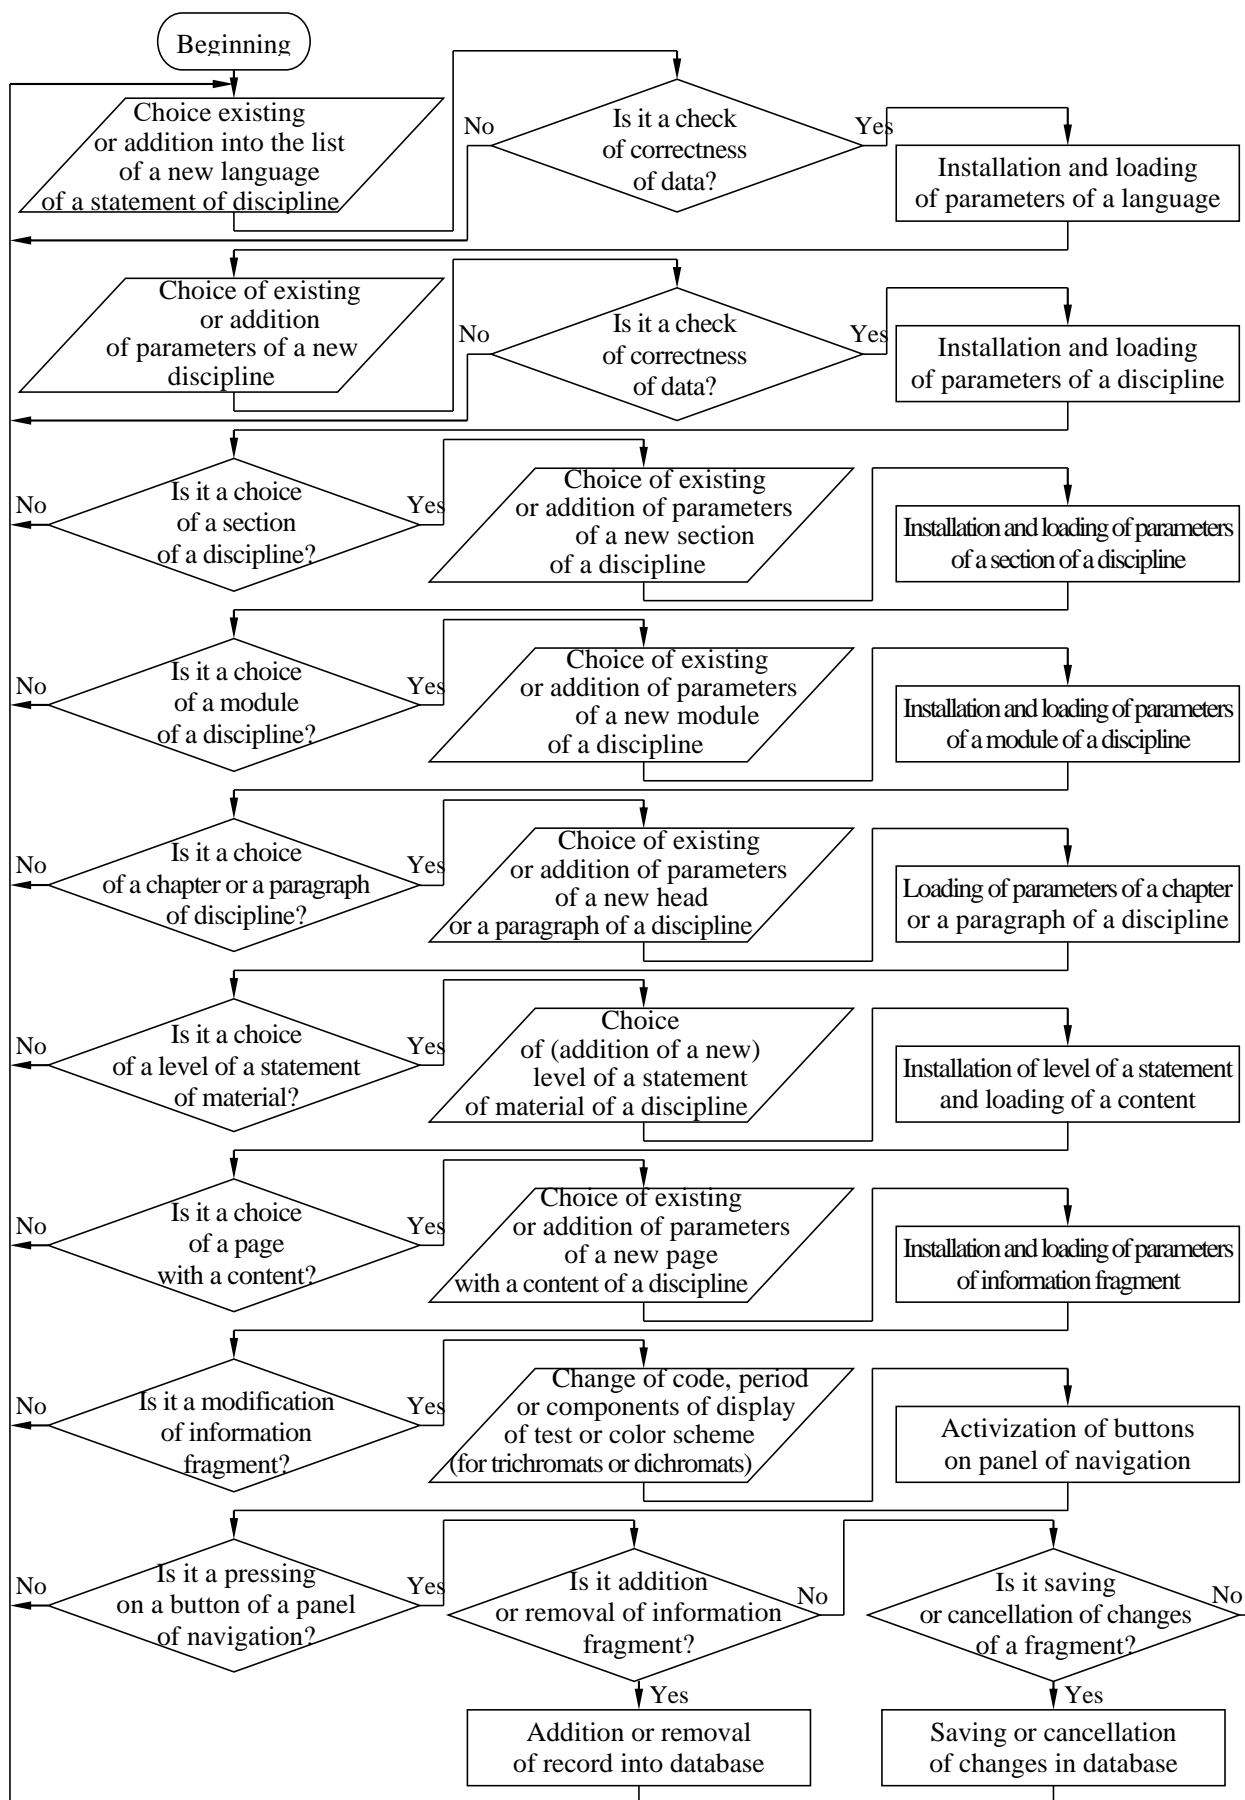 Beginning
Choice existing
or addition into the list
of a new language
of a statement of discipline
Is it a check
of correctness
of data?
No
Yes
Installation and loading
of parameters of a language
Choice of existing
or addition
of parameters of a new
discipline
Is it a check
of correctness
of data?
No
Yes
Installation and loading
of parameters of a discipline
Is it a choice
of a section
of a discipline?
No
Yes
Choice of existing
or addition of parameters
of a new section
of a discipline
Installation and loading of parameters
of a section of a discipline
Is it a choice
of a module
of a discipline?
No
Yes
Choice of existing
or addition of parameters
of a new module
of a discipline
Installation and loading of parameters
of a module of a discipline
Is it a choice
of a chapter or a paragraph
of discipline?
No
Yes
Choice of existing
or addition of parameters
of a new head
or a paragraph of a discipline
Loading of parameters of a chapter
or a paragraph of a discipline
Is it a choice
of a level of a statement
of material?
No
Yes
Choice
of (addition of a new)
level of a statement
of material of a discipline
Installation of level of a statement
and loading of a content
Is it a choice
of a page
with a content?
No
Yes
Choice of existing
or addition of parameters
of a new page
with a content of a discipline
Installation and loading of parameters
of information fragment
Is it a modification
of information
fragment?
No
Yes
Change of code, period
or components of display
of test or color scheme
(for trichromats or dichromats)
Activization of buttons
on panel of navigation
Is it a pressing
on a button of a panel
of navigation?
No
Yes
Is it addition
or removal of information
fragment?
No
Yes
Is it saving
or cancellation of changes
of a fragment?
No
Yes
Addition or removal
of record into database
Saving or cancellation
of changes in database